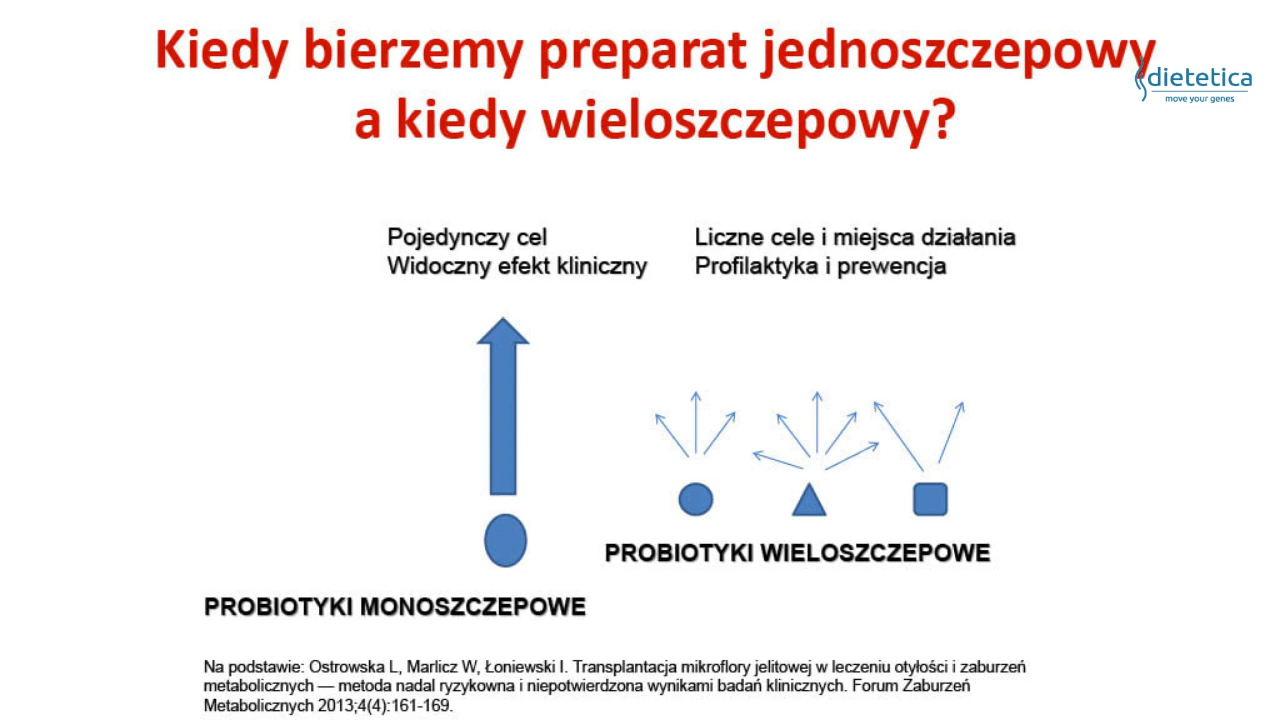 Kiedy bierzemy preparat jednoszczepowy
a kiedy wieloszczepowy?
dietetica
move your genes
Pojedynczy cel
Widoczny efekt kliniczny
Liczne cele i miejsca działania
Profilaktyka i prewencja
PROBIOTYKI WIELOSZCZEPOWE
PROBIOTYKI MONOSZCZEPOWE
Na podstawie: Ostrowska L, Marlicz W, Łoniewski I. Transplantacja mikroflory jelitowej w leczeniu otyłości i zaburzeń
metabolicznych — metoda nadal ryzykowna i niepotwierdzona wynikami badań klinicznych. Forum Zaburzeń
Metabolicznych 2013;4(4):161-169.